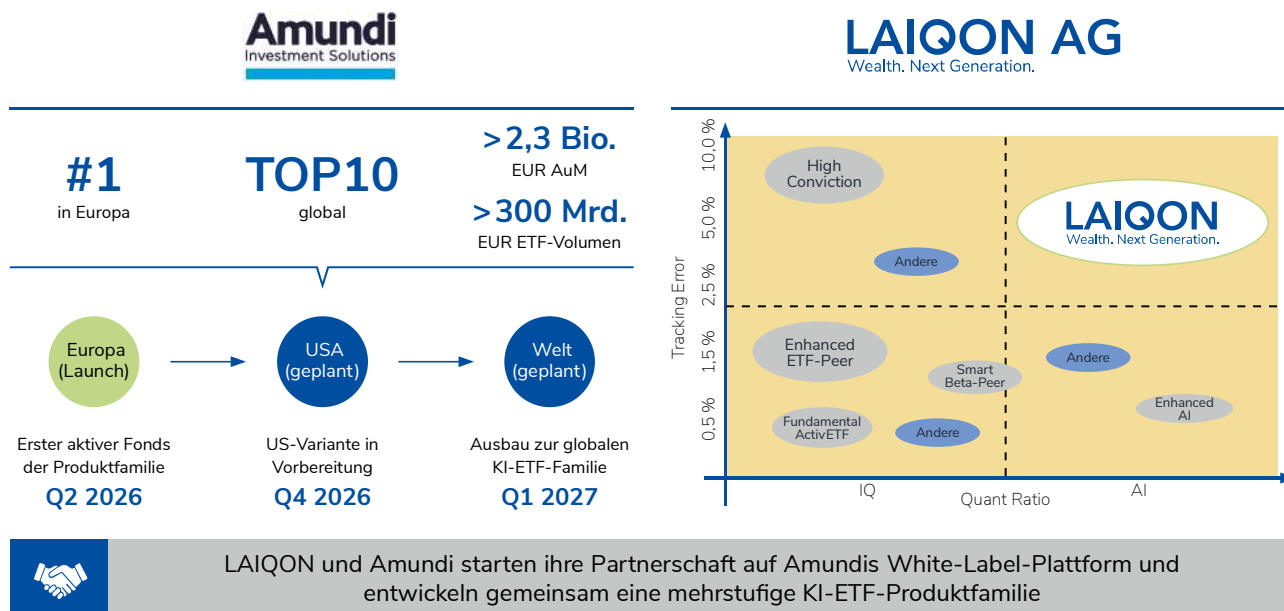 Amundi
Investment Solutions
#1
in Europa
TOP10
global
>2,3 Bio.
EUR AuM
>300 Mrd.
EUR ETF-Volumen
Europa
(Launch)
USA
(geplant)
Welt
(geplant)
Erster aktiver Fonds
der Produktfamilie
Q2 2026
US-Variante in
Vorbereitung
Q4 2026
Ausbau zur globalen
KI-ETF-Familie
Q1 2027
LAIQON AG
Wealth. Next Generation.
Tracking Error
10,0 %
5,0 %
2,5 %
1,5 %
0,5 %
High
Conviction
LAIQON
Wealth. Next Generation.
Andere
Enhanced
ETF-Peer
Smart
Beta-Peer
Andere
Fundamental
ActivETF
Andere
Enhanced
AI
IQ
Quant Ratio
AI
LAIQON und Amundi starten ihre Partnerschaft auf Amundis White-Label-Plattform und
entwickeln gemeinsam eine mehrstufige KI-ETF-Produktfamilie